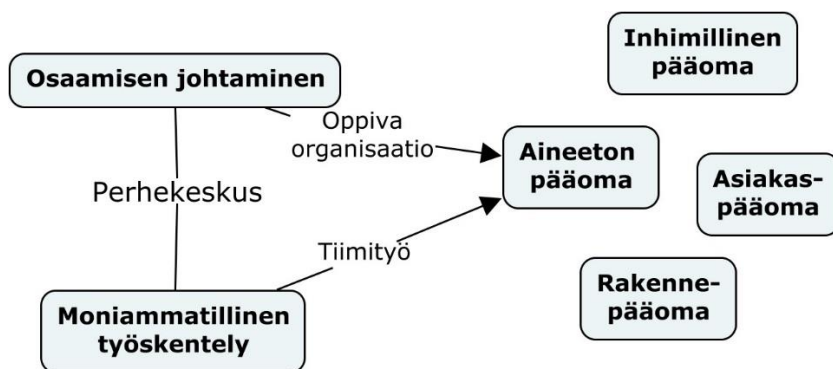 Osaamisen johtaminen
Oppiva
organisaatio
Perhekeskus
Tiimityö
Moniammatillinen
työskentely
Aineeton
pääoma
Inhimillinen
pääoma
Asiakas-
pääoma
Rakenne-
pääoma